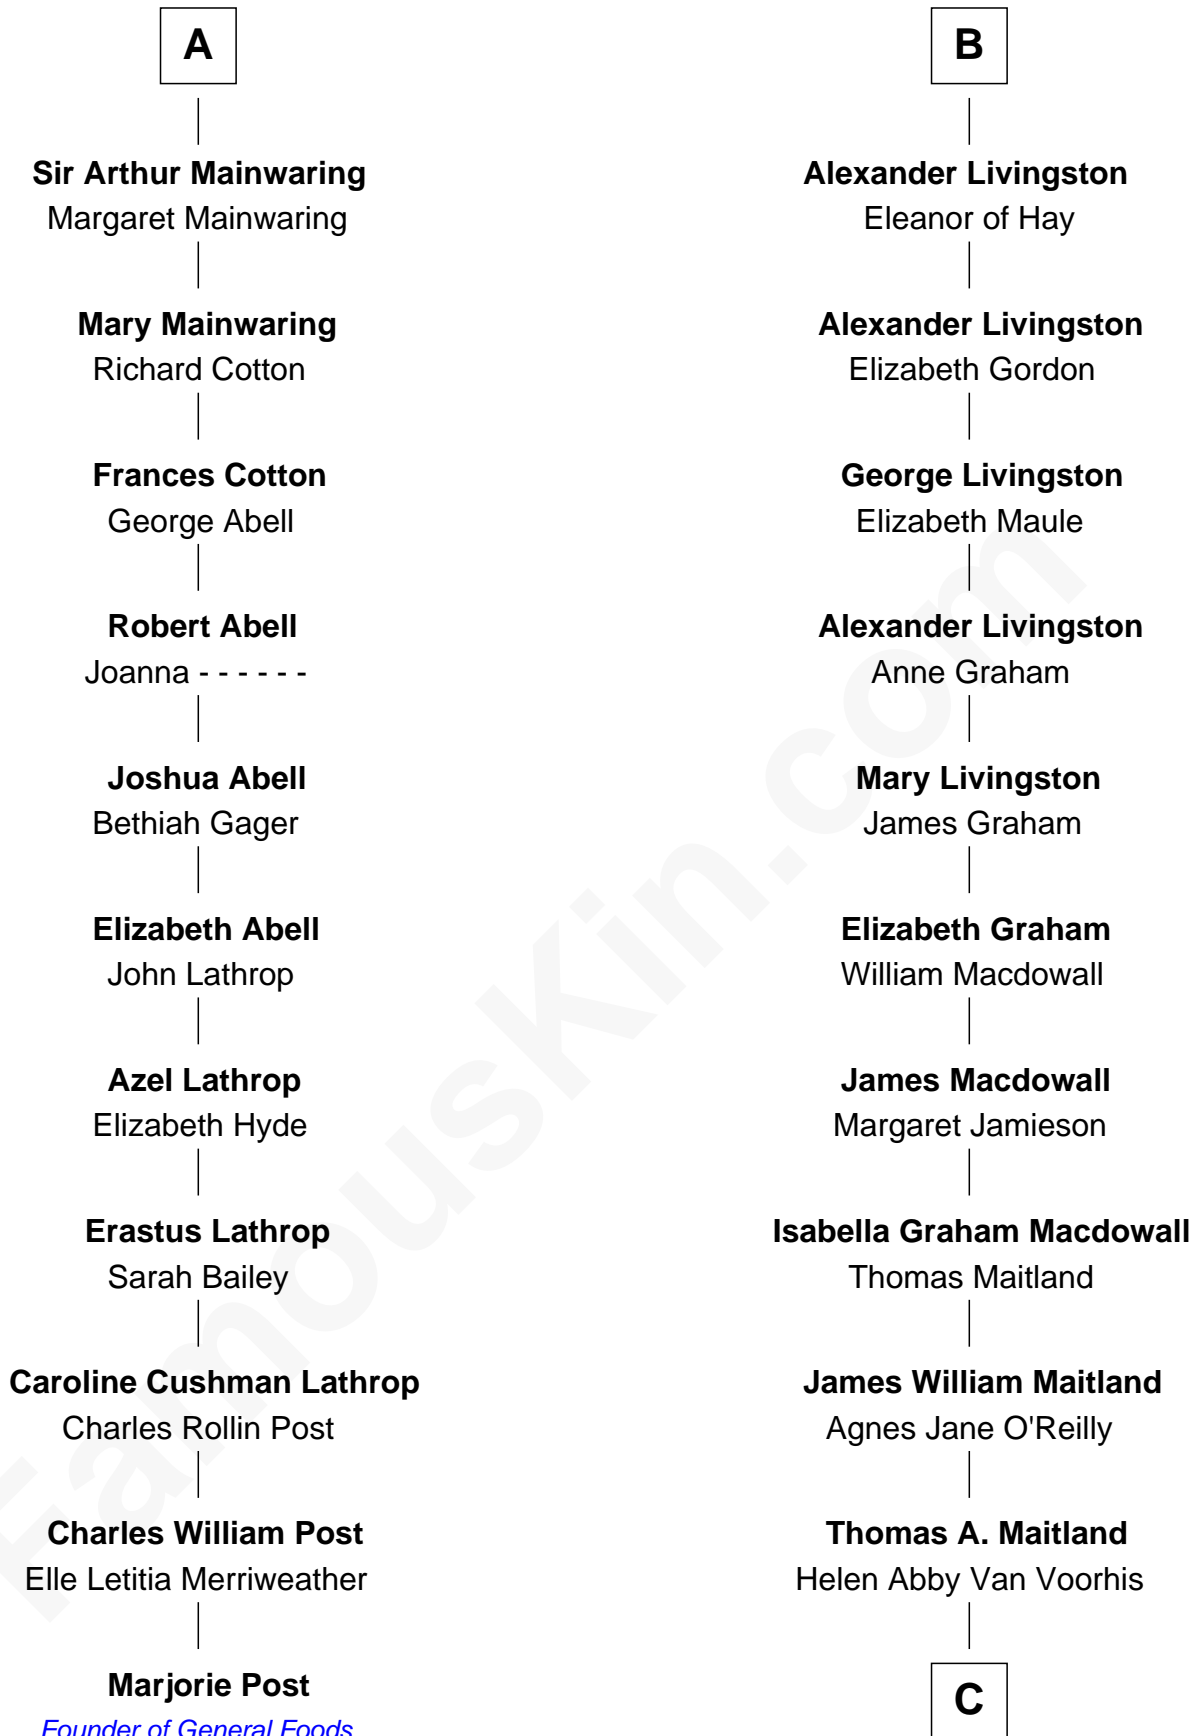 A
Sir Arthur Mainwaring
Margaret Mainwaring
Mary Mainwaring
Richard Cotton
Frances Cotton
George Abell
Robert Abell
Joanna - - - - - -
Joshua Abell
Bethiah Gager
Elizabeth Abell
John Lathrop
Azel Lathrop
Elizabeth Hyde
Erastus Lathrop
Sarah Bailey
Caroline Cushman Lathrop
Charles Rollin Post
Charles William Post
Elle Letitia Merriweather
Marjorie Post
Founder of General Foods
B
Alexander Livingston
Eleanor of Hay
Alexander Livingston
Elizabeth Gordon
George Livingston
Elizabeth Maule
Alexander Livingston
Anne Graham
Mary Livingston
James Graham
Elizabeth Graham
William Macdowall
James Macdowall
Margaret Jamieson
Isabella Graham Macdowall
Thomas Maitland
James William Maitland
Agnes Jane O'Reilly
Thomas A. Maitland
Helen Abby Van Voorhis
C
FamousKin.com